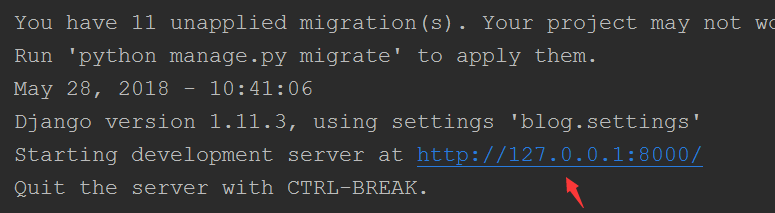 You have 11 unapplied migration(s). Your project may not
Run 'python manage.py migrate' to apply them.
May 28, 2018 - 10:41:06
Django version 1.11.3, using settings 'blog.settings'
Starting development server at http://127.0.0.1:8000/
Quit the server with CTRL-BREAK.